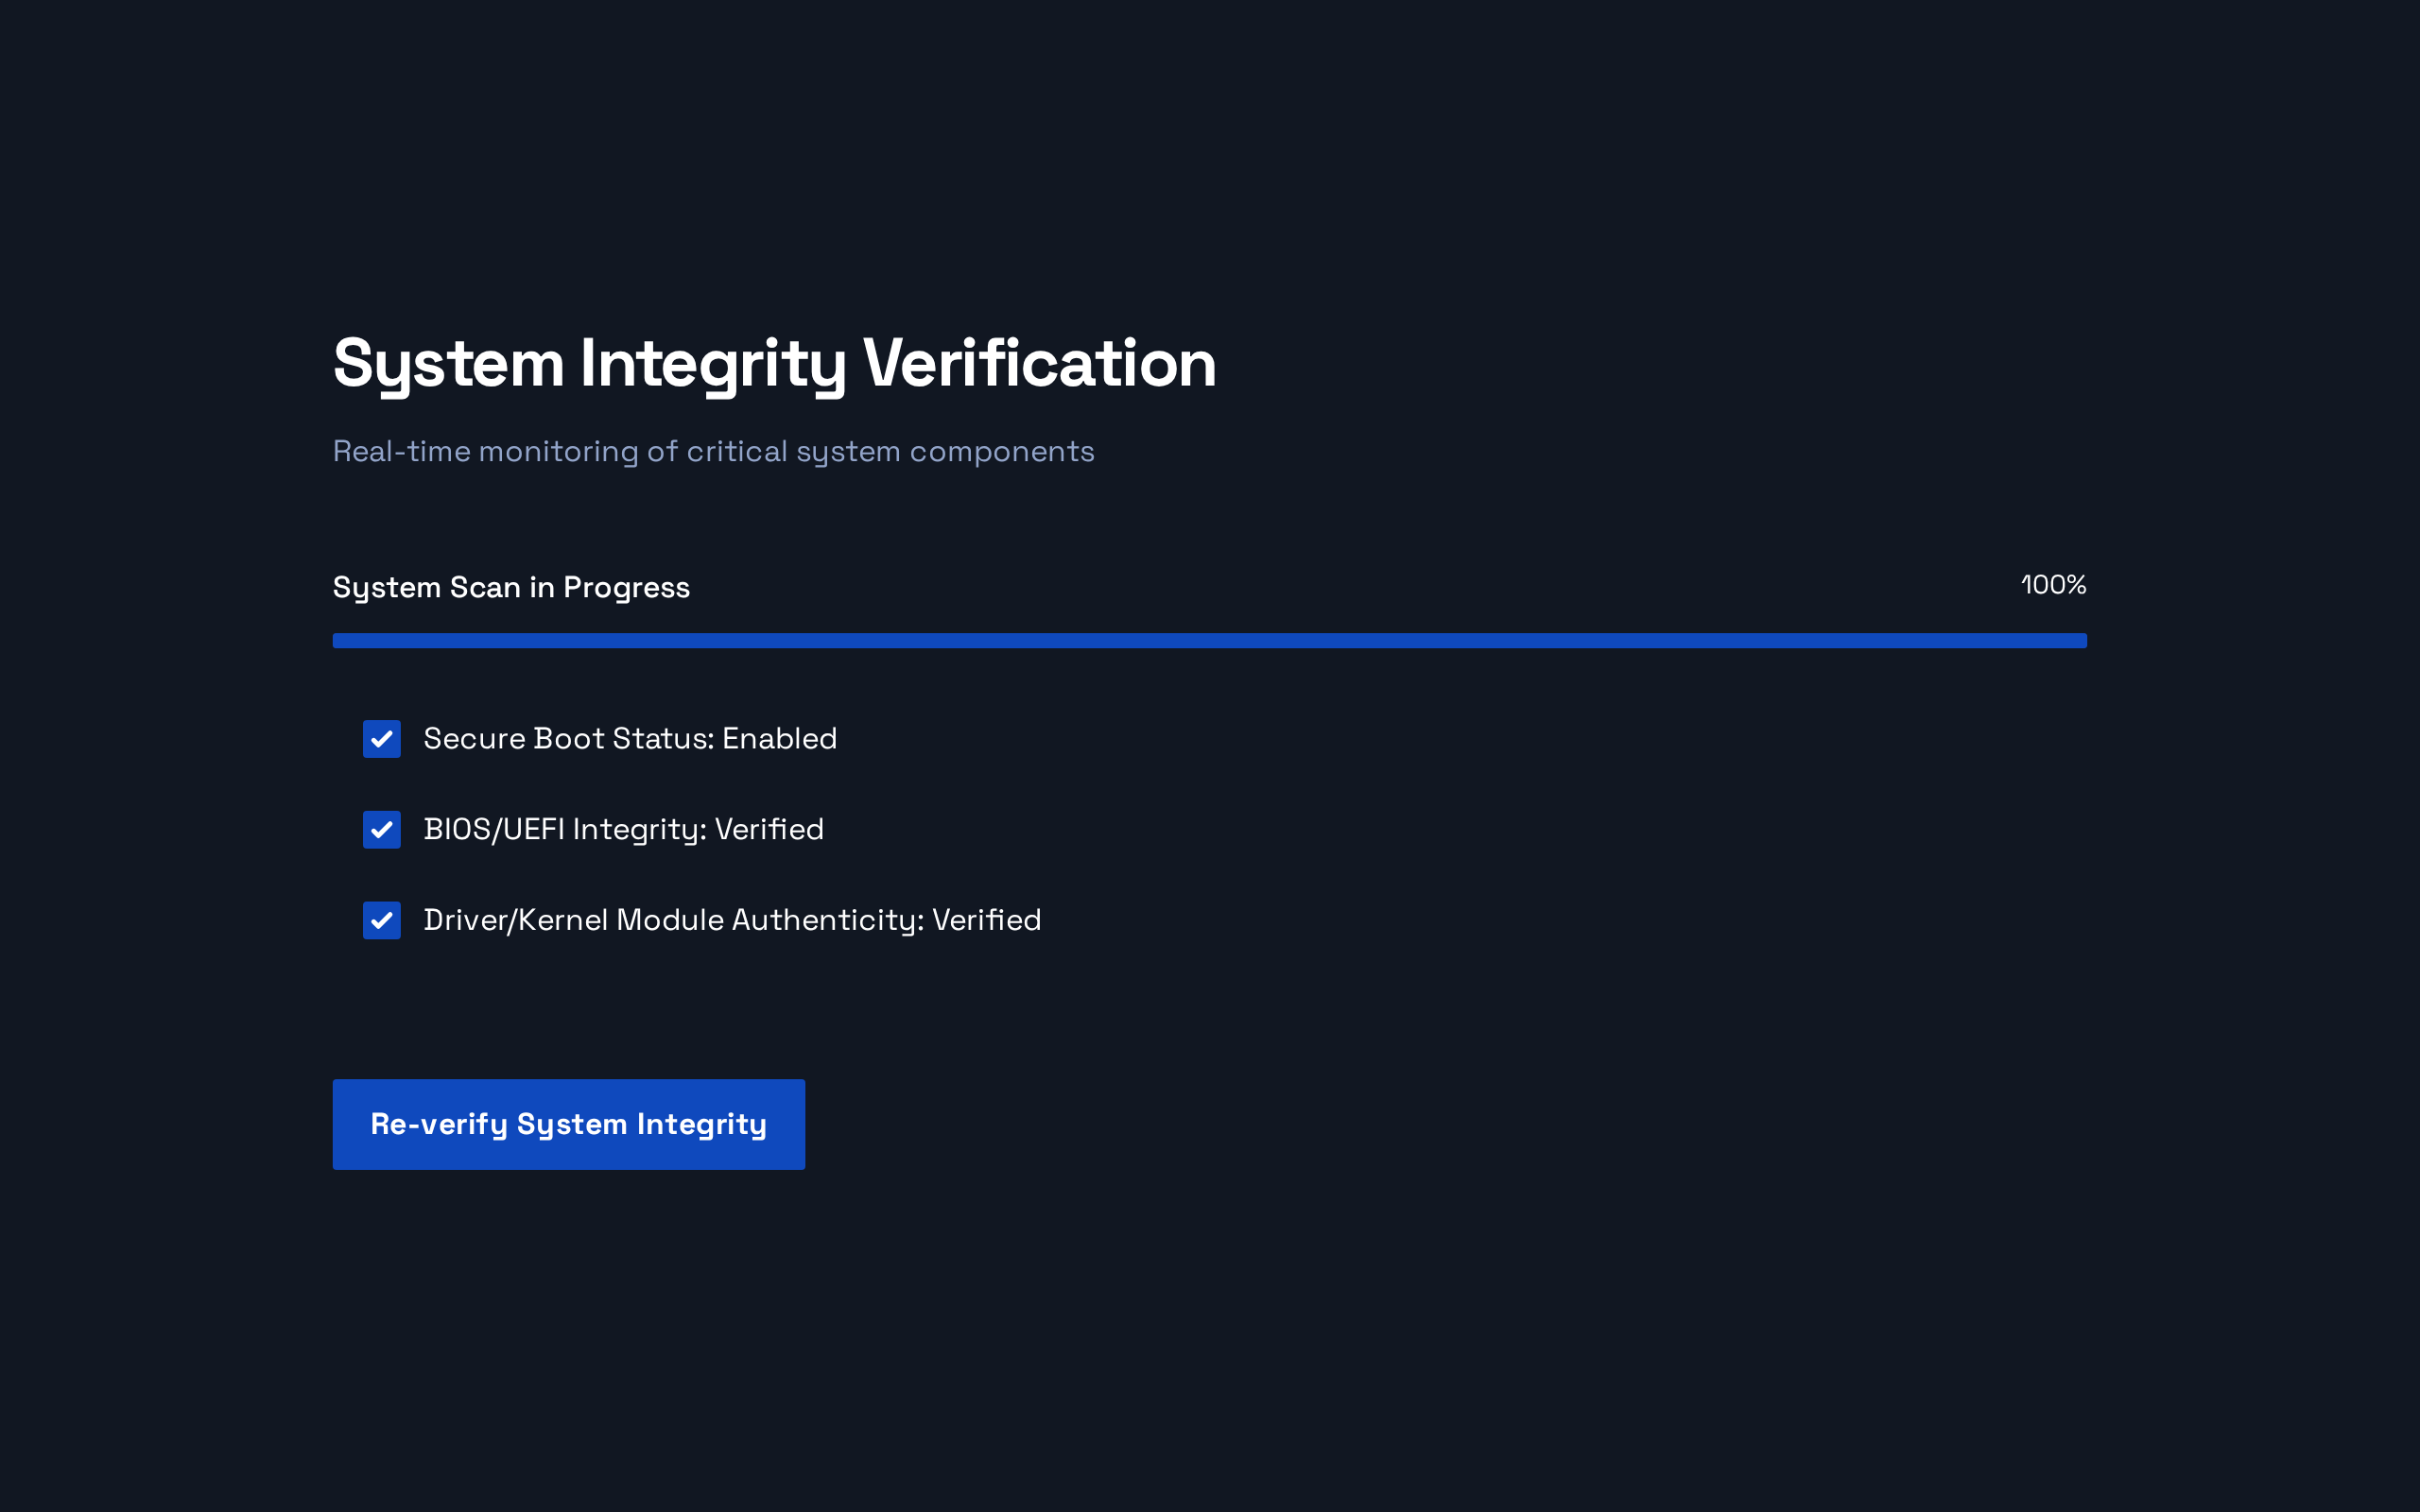 System Integrity Verification
Real-time monitoring of critical system components
System Scan in Progress
100%
Secure Boot Status: Enabled
BIOS/UEFI Integrity: Verified
Driver/Kernel Module Authenticity: Verified
Re-verify System Integrity